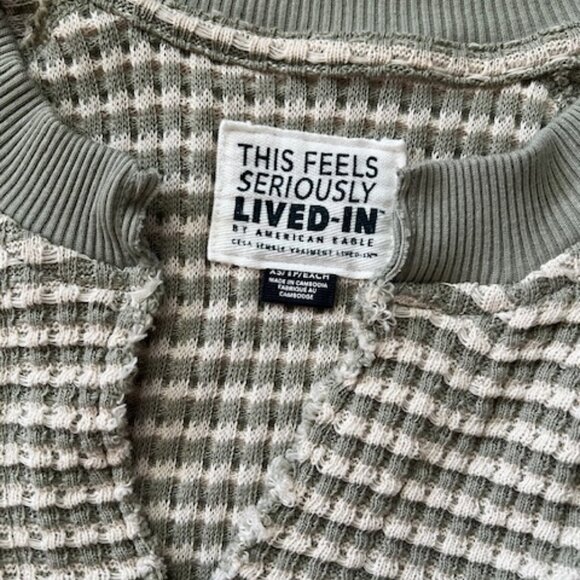 THIS FEELS
SERIOUSLY
LIVED-IN™
BY AMERICAN EAGLE
CELA SEMBLE VRAIMENT LIVED-IN™
XS/TP/EXCH
MADE IN CAMBODIA
FABRIQUÉ AU
CAMBODGE